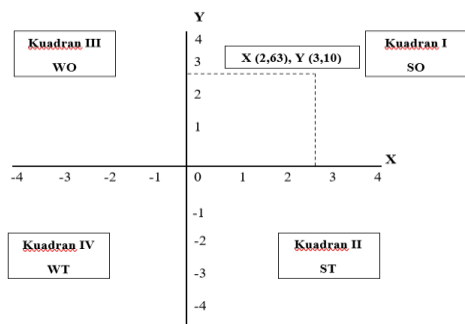 Y
Kuadran III
WO
4
3
2
1
X (2,63), Y (3,10)
Kuadran I
SO
X
-4 -3 -2 -1 0 1 2 3 4
-1
-2
-3
-4
Kuadran IV
WT
Kuadran II
ST